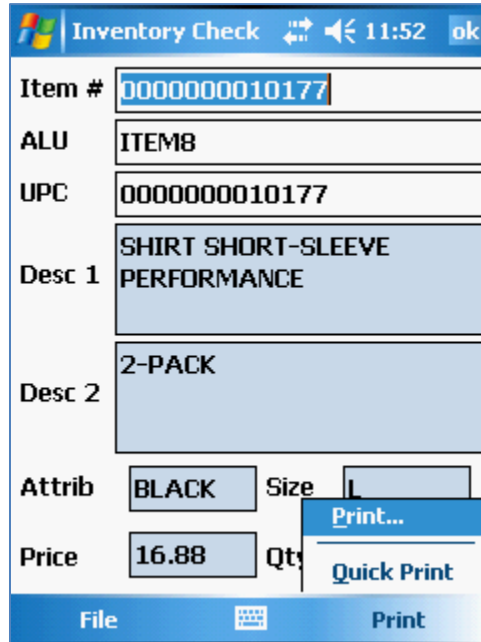 Inventory Check 11:52 ok
Item # 0000000010177
ALU ITEM8
UPC 0000000010177
Desc 1 SHIRT SHORT-SLEEVE
PERFORMANCE
Desc 2 2-PACK
Attrib BLACK Size L
Price 16.88 Qty
Print...
Quick Print
File Print